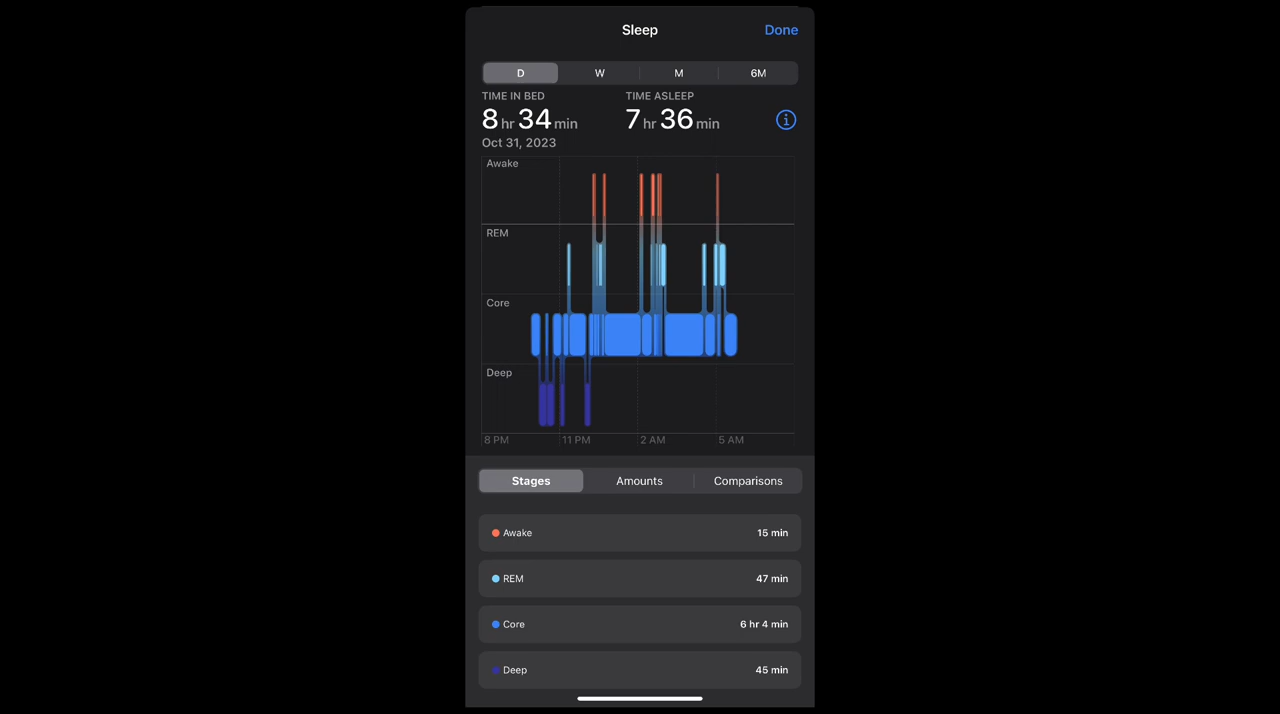 Sleep Done
D W M 6M
TIME IN BED TIME ASLEEP
8 hr 34 min 7 hr 36 min
Oct 31, 2023
Awake
REM
Core
Deep
8 PM 11 PM 2 AM 5 AM
Stages Amounts Comparisons
Awake 15 min
REM 47 min
Core 6 hr 4 min
Deep 45 min